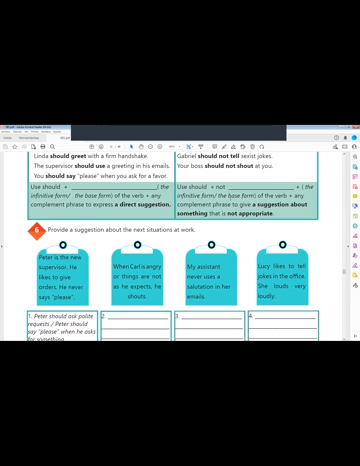 Linda should greet with a firm handshake.
The supervisor should use a greeting in his emails.
You should say "please" when you ask for a favor.
Gabriel should not tell sexist jokes.
Your boss should not shout at you.
Use should + ____________________( the
infinitive form/ the base form) of the verb + any
complement phrase to express a direct suggestion.
Use should + not ____________________ + ( the
infinitive form/ the base form) of the verb + any
complement phrase to give a suggestion about
something that is not appropriate.
6 Provide a suggestion about the next situations at work.
Peter is the new
supervisor. He
likes to give
orders. He never
says "please".
When Carl is angry
or things are not
as he expects, he
shouts.
My assistant
never uses a
salutation in her
emails.
Lucy likes to tell
jokes in the office.
She louds very
loudly.
1. Peter should ask polite
requests / Peter should
say "please" when he asks
for something
2. ____________________
3. ____________________
4. ____________________